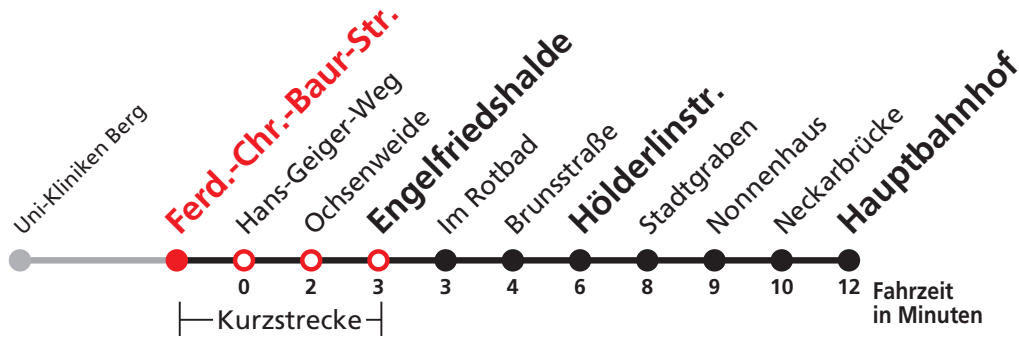 Uni-Kliniken Berg
Ferd.-Chr.-Baur-Str.
Hans-Geiger-Weg
Ochsenweide
Engelfriedshalde
Im Rotbad
Brunsstraße
Hölderlinstr.
Stadtgraben
Nonnenhaus
Neckarbrücke
Hauptbahnhof
0 2 3 3 4 6 8 9 10 12 Fahrzeit
in Minuten
Kurzstrecke